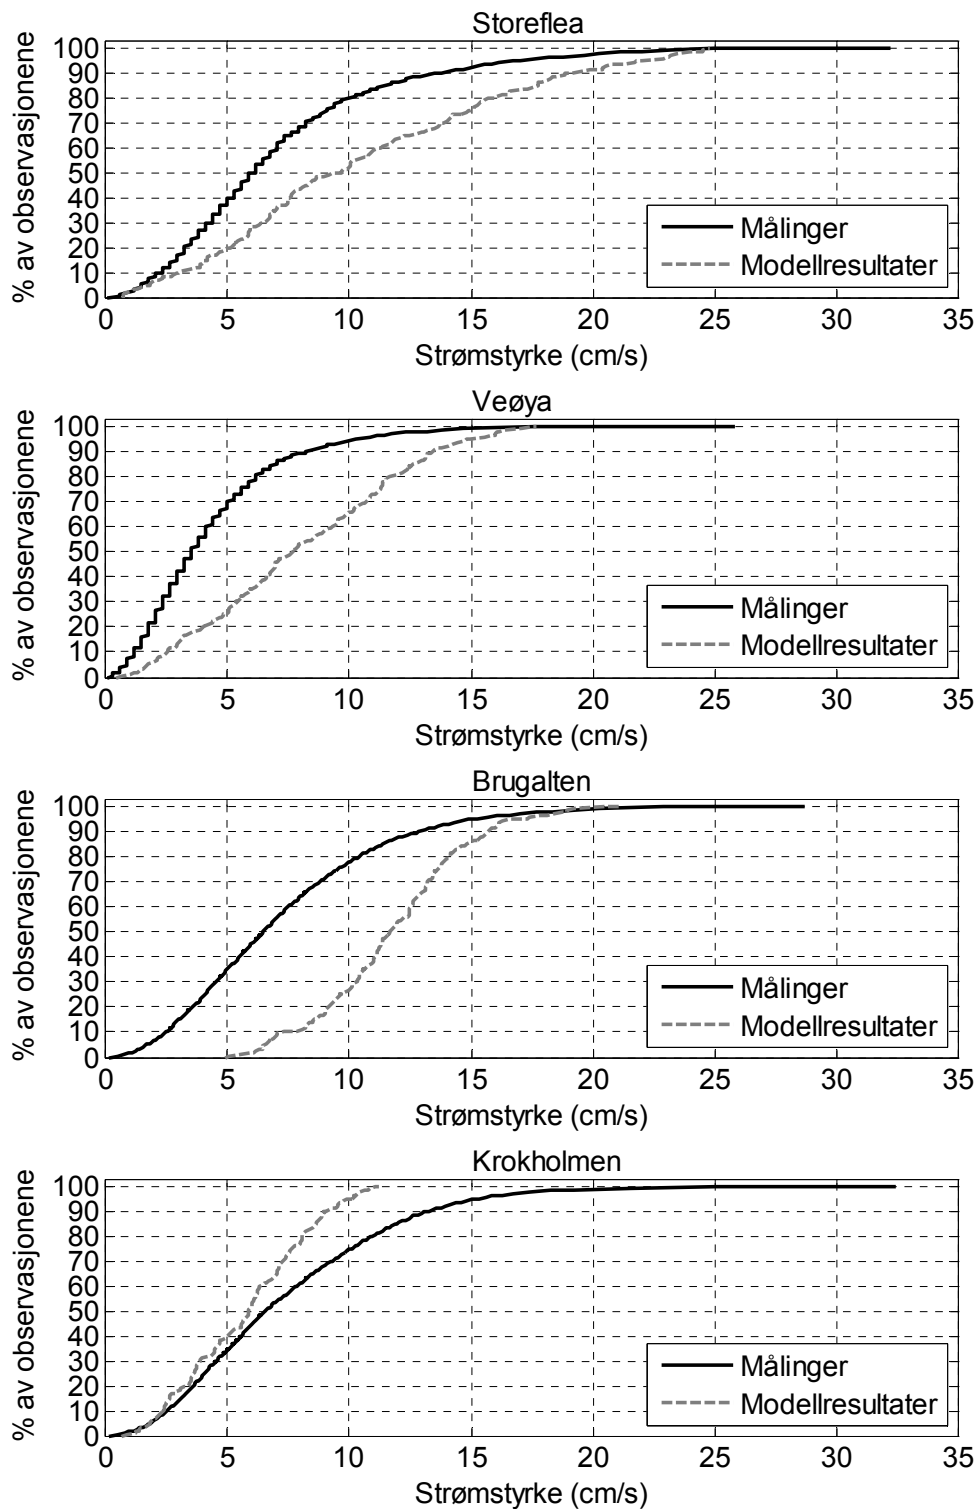 Storeflea
% av observasjonene
100
90
80
70
60
50
40
30
20
10
0
0 5 10 15 20 25 30 35
Strømstyrke (cm/s)
Målinger
Modellresultater
Veøya
% av observasjonene
100
90
80
70
60
50
40
30
20
10
0
0 5 10 15 20 25 30 35
Strømstyrke (cm/s)
Målinger
Modellresultater
Brugalten
% av observasjonene
100
90
80
70
60
50
40
30
20
10
0
0 5 10 15 20 25 30 35
Strømstyrke (cm/s)
Målinger
Modellresultater
Krokholmen
% av observasjonene
100
90
80
70
60
50
40
30
20
10
0
0 5 10 15 20 25 30 35
Strømstyrke (cm/s)
Målinger
Modellresultater